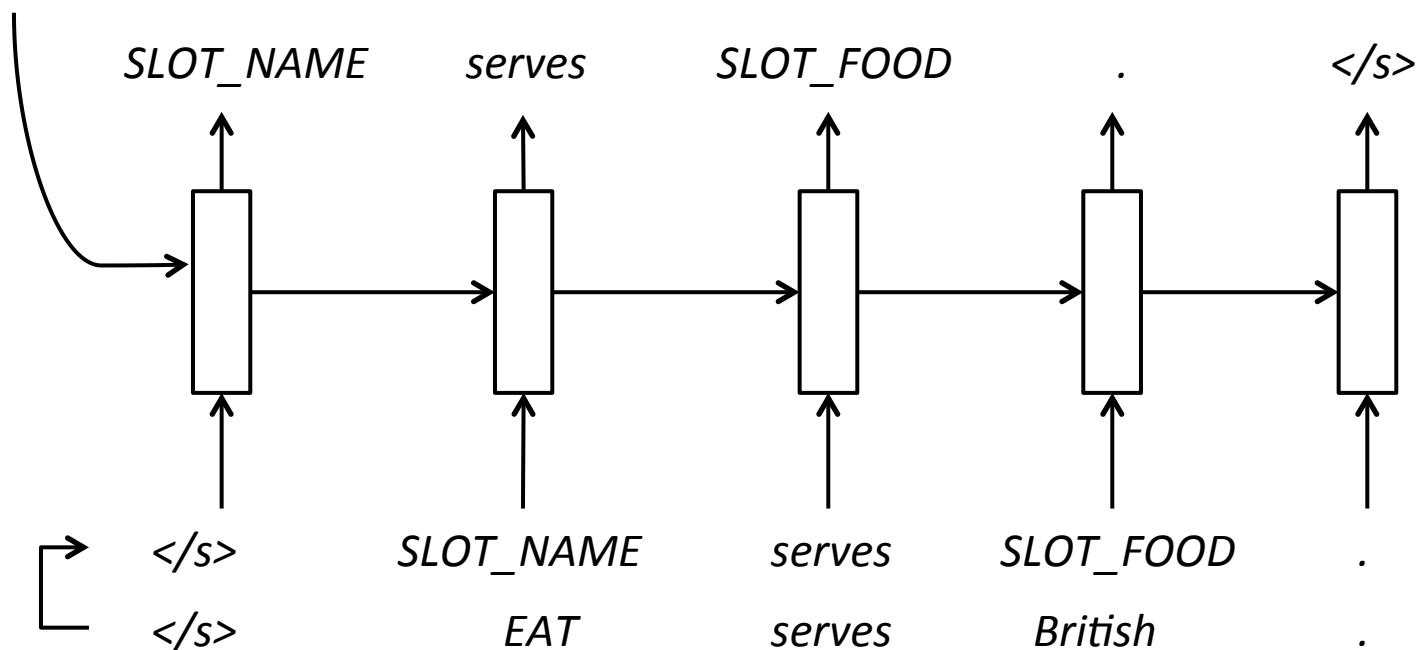 SLOT_NAME serves SLOT_FOOD . </s>
</s> SLOT_NAME serves SLOT_FOOD .
</s> EAT serves British .